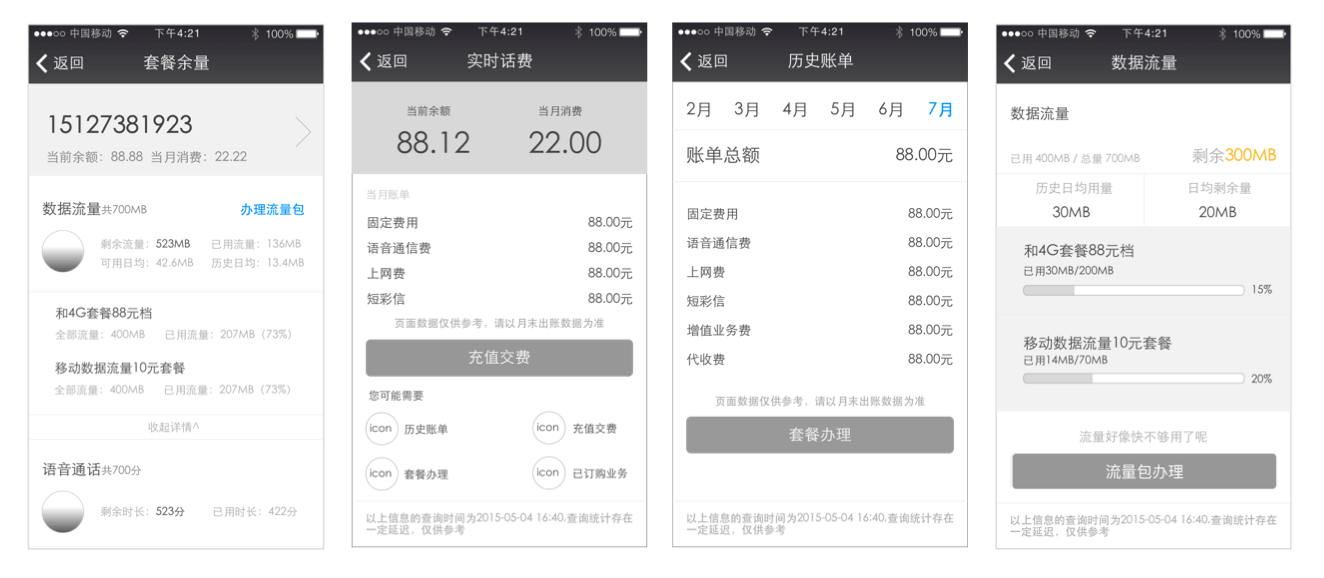 ●●●○○ 中国移动 下午4:21 100%
返回 套餐余量
15127381923
当前余额：88.88 当月消费：22.22
数据流量共700MB 办理流量包
剩余流量：523MB 已用流量：136MB
可用日均：42.6MB 历史日均：13.4MB
和4G套餐88元档
全部流量：400MB 已用流量：207MB（73%）
移动数据流量10元套餐
全部流量：400MB 已用流量：207MB（73%）
收起详情^
语音通话共700分
剩余时长：523分 已用时长：422分
●●●○○ 中国移动 下午4:21 100%
返回 实时话费
当前余额 当月消费
88.12 22.00
当月账单
固定费用 88.00元
语音通信费 88.00元
上网费 88.00元
短彩信 88.00元
页面数据仅供参考，请以月末出账数据为准
充值交费
您可能需要
icon 历史账单 icon 充值交费
icon 套餐办理 icon 已订购业务
以上信息的查询时间为2015-05-04 16:40,查询统计存在
一定延迟，仅供参考
●●●○○ 中国移动 下午4:21 100%
返回 历史账单
2月 3月 4月 5月 6月 7月
账单总额 88.00元
固定费用 88.00元
语音通信费 88.00元
上网费 88.00元
短彩信 88.00元
增值业务费 88.00元
代收费 88.00元
页面数据仅供参考，请以月末出账数据为准
套餐办理
以上信息的查询时间为2015-05-04 16:40,查询统计存在
一定延迟，仅供参考
●●●○○ 中国移动 下午4:21 100%
返回 数据流量
数据流量
已用 400MB / 总量 700MB 剩余300MB
历史日均用量 日均剩余量
30MB 20MB
和4G套餐88元档
已用30MB/200MB
15%
移动数据流量10元套餐
已用14MB/70MB
20%
流量好像快不够用了呢
流量包办理
以上信息的查询时间为2015-05-04 16:40,查询统计存在
一定延迟，仅供参考